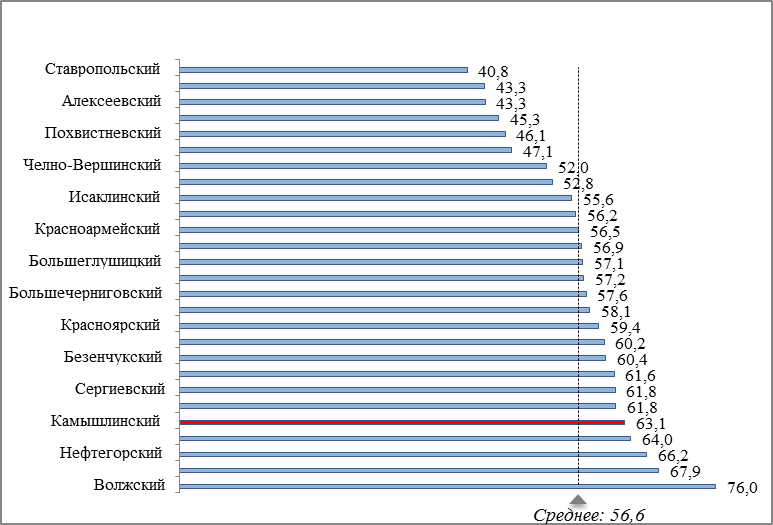 Ставропольский 40,8
43,3
Алексеевский 43,3
45,3
Похвистневский 46,1
47,1
Челно-Вершинский 52,0
52,8
Исаклинский 55,6
56,2
Красноармейский 56,5
56,9
Большеглушицкий 57,1
57,2
Большечерниговский 57,6
58,1
Красноярский 59,4
60,2
Безенчукский 60,4
61,6
Сергиевский 61,8
61,8
Камышлинский 63,1
64,0
Нефтегорский 66,2
67,9
Волжский 76,0
Среднее: 56,6